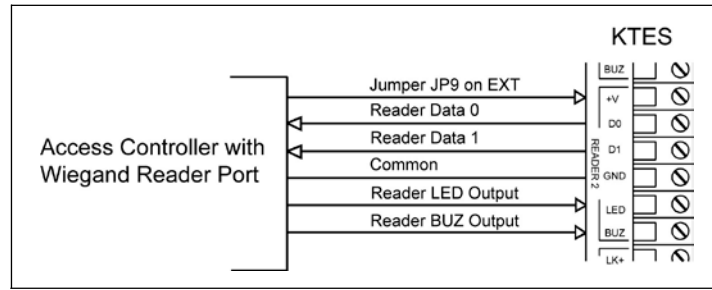 KTES
BUZ
Jumper JP9 on EXT
+V
Reader Data 0
D0
Reader Data 1
D1
Access Controller with
Wiegand Reader Port
Common
GND
READER 2
Reader LED Output
LED
Reader BUZ Output
BUZ
LK+